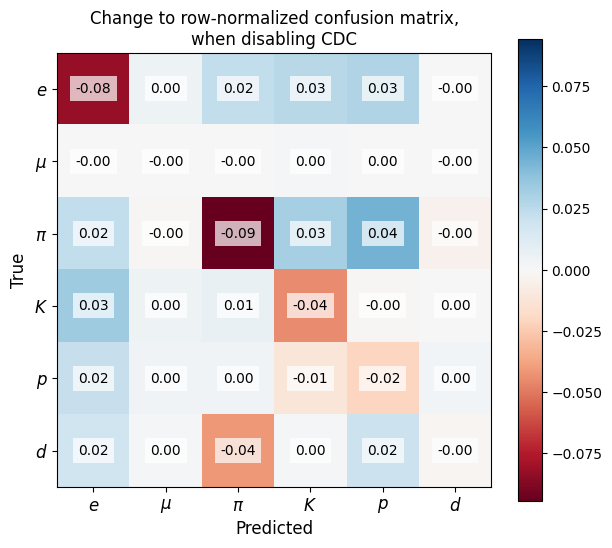 Change to row-normalized confusion matrix,
when disabling CDC
e -0.08 0.00 0.02 0.03 0.03 -0.00
μ -0.00 -0.00 -0.00 0.00 0.00 -0.00
π 0.02 -0.00 -0.09 0.03 0.04 -0.00
K 0.03 0.00 0.01 -0.04 -0.00 0.00
p 0.02 0.00 0.00 -0.01 -0.02 0.00
d 0.02 0.00 -0.04 0.00 0.02 -0.00
e μ π K p d
True
Predicted
0.075
0.050
0.025
0.000
−0.025
−0.050
−0.075